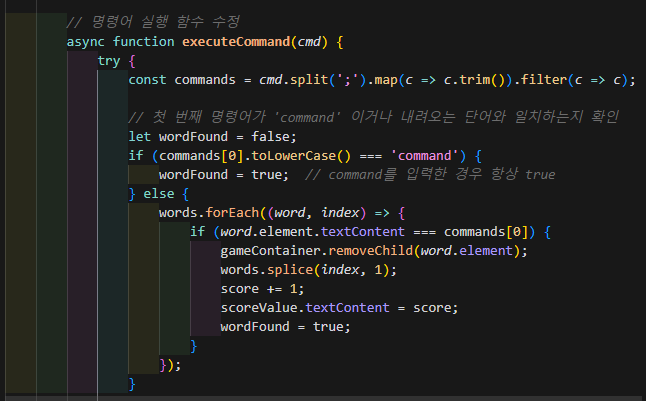 // 명령어 실행 함수 수정
async function executeCommand(cmd) {
try {
const commands = cmd.split(';').map(c => c.trim()).filter(c => c);
// 첫 번째 명령어가 'command' 이거나 내려오는 단어와 일치하는지 확인
let wordFound = false;
if (commands[0].toLowerCase() === 'command') {
wordFound = true;  // command를 입력한 경우 항상 true
} else {
words.forEach((word, index) => {
if (word.element.textContent === commands[0]) {
gameContainer.removeChild(word.element);
words.splice(index, 1);
score += 1;
scoreValue.textContent = score;
wordFound = true;
}
});
}